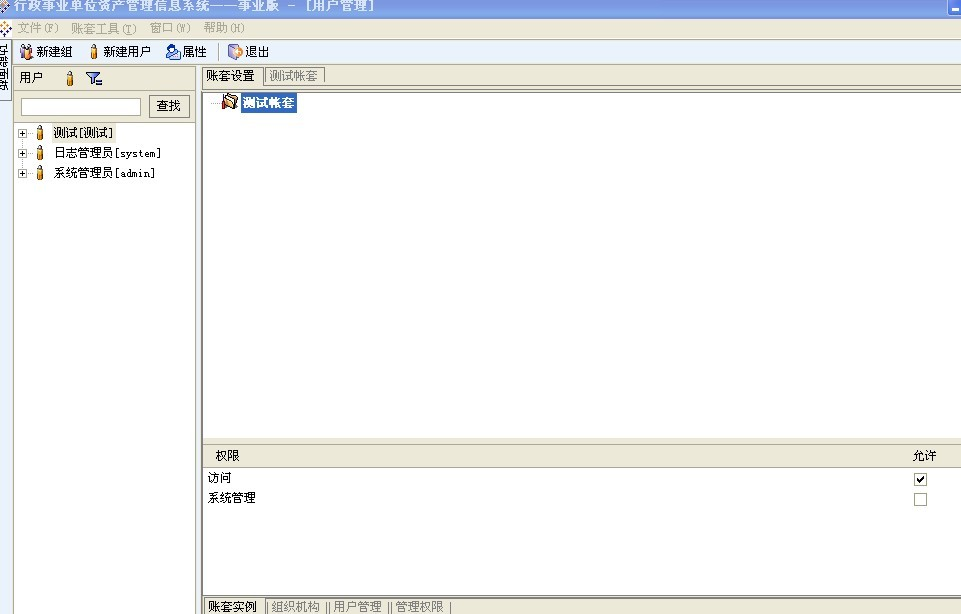 行政事业单位资产管理信息系统——事业版 - [用户管理]
文件(F) 账套工具(T) 窗口(W) 帮助(H)
新建组 新建用户 属性 退出
功能面板
用户
查找
测试[测试]
日志管理员[system]
系统管理员[admin]
账套设置 测试帐套
测试帐套
权限 允许
访问
系统管理
账套实例 组织机构 用户管理 管理权限